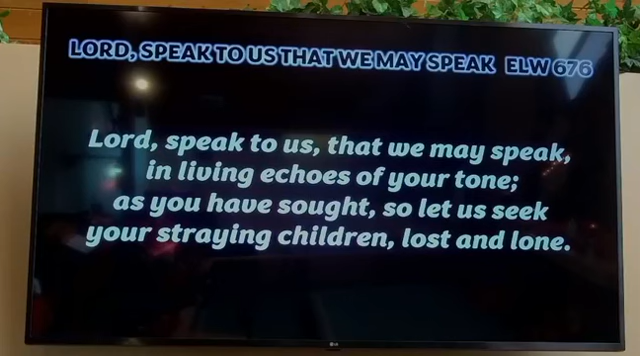 LORD, SPEAK TO US THAT WE MAY SPEAK ELW 676
Lord, speak to us, that we may speak,
in living echoes of your tone;
as you have sought, so let us seek
your straying children, lost and lone.
LG